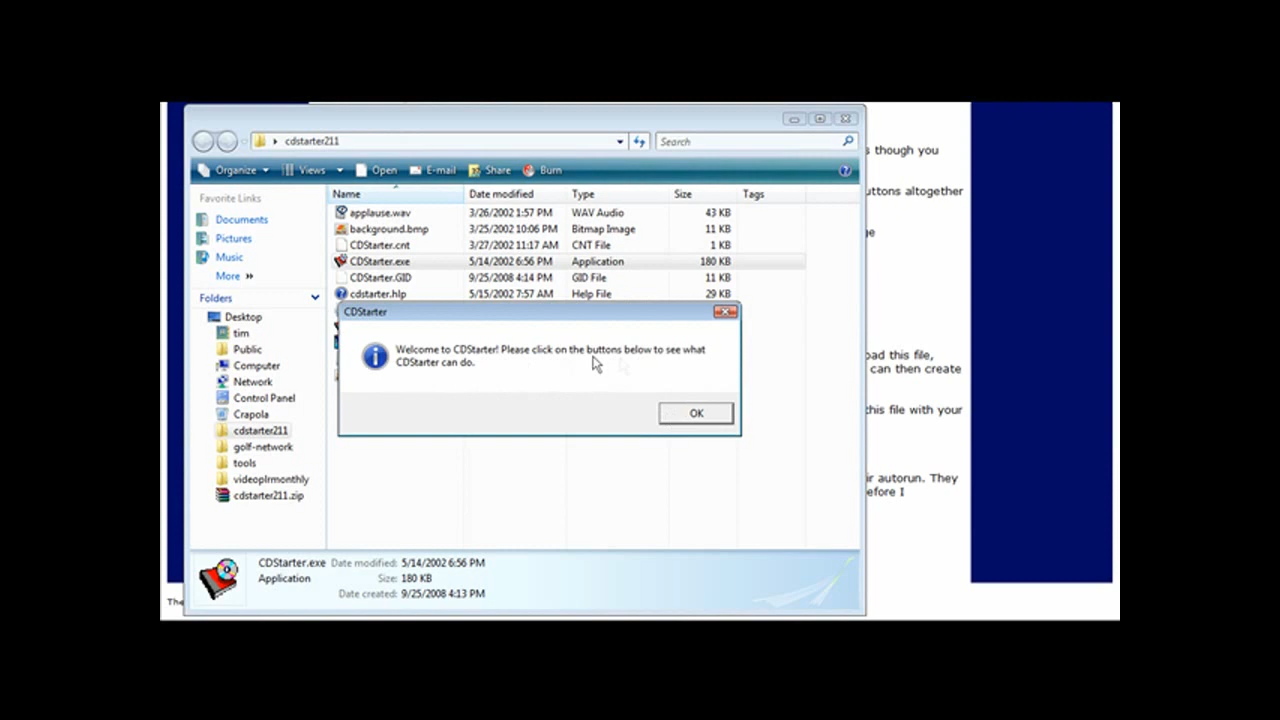 cdstarter211
Search
Organize Views Open E-mail Share Burn
Favorite Links
Documents
Pictures
Music
More »
Folders
Desktop
tim
Public
Computer
Network
Control Panel
Crapola
cdstarter211
golf-network
tools
videoplrmonthly
cdstarter211.zip
Name Date modified Type Size Tags
applause.wav 3/26/2002 1:57 PM WAV Audio 43 KB
background.bmp 3/25/2002 10:06 PM Bitmap Image 11 KB
CDStarter.cnt 3/27/2002 11:17 AM CNT File 1 KB
CDStarter.exe 5/14/2002 6:56 PM Application 180 KB
CDStarter.GID 9/25/2008 4:14 PM GID File 11 KB
cdstarter.hlp 5/15/2002 7:57 AM Help File 29 KB
CDStarter
Welcome to CDStarter! Please click on the buttons below to see what
CDStarter can do.
OK
CDStarter.exe Date modified: 5/14/2002 6:56 PM
Application Size: 180 KB
Date created: 9/25/2008 4:13 PM
though you
altogether
this file,
can then create
this file with your
autorun. They
I
The